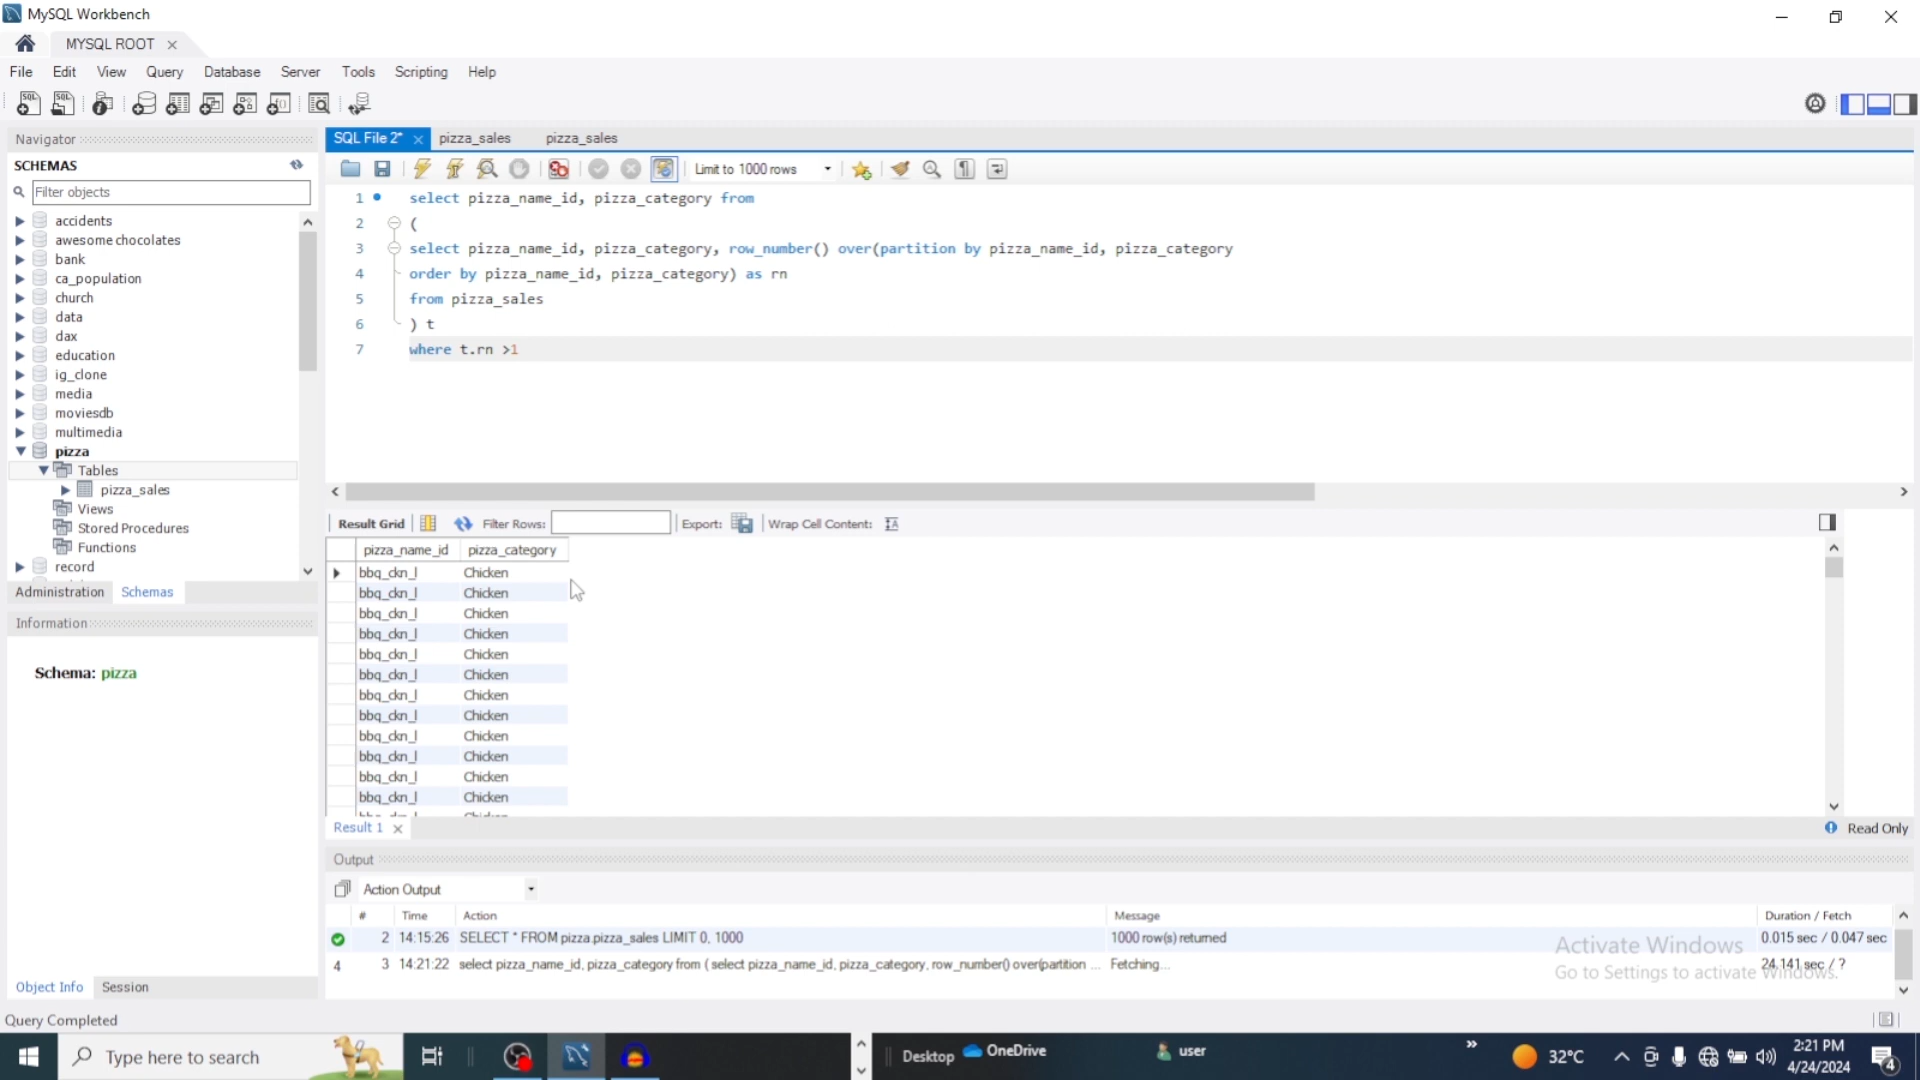 MySQL Workbench
MYSQL ROOT
File Edit View Query Database Server Tools Scripting Help
Navigator
SCHEMAS
Filter objects
accidents
awesome chocolates
bank
ca_population
church
data
dax
education
ig_clone
media
moviesdb
multimedia
pizza
Tables
pizza_sales
Views
Stored Procedures
Functions
record
Administration Schemas
Information
Schema: pizza
Object Info Session
SQL File 2* pizza_sales pizza_sales
Limit to 1000 rows
1 select pizza_name_id, pizza_category from
2 (
3 select pizza_name_id, pizza_category, row_number() over(partition by pizza_name_id, pizza_category
4 order by pizza_name_id, pizza_category) as rn
5 from pizza_sales
6 ) t
7 where t.rn >1
Result Grid Filter Rows: Export: Wrap Cell Content:
pizza_name_id pizza_category
bbq_ckn_l Chicken
bbq_ckn_l Chicken
bbq_ckn_l Chicken
bbq_ckn_l Chicken
bbq_ckn_l Chicken
bbq_ckn_l Chicken
bbq_ckn_l Chicken
bbq_ckn_l Chicken
bbq_ckn_l Chicken
bbq_ckn_l Chicken
bbq_ckn_l Chicken
bbq_ckn_l Chicken
Result 1 Read Only
Output
Action Output
# Time Action Message Duration / Fetch
2 14:15:26 SELECT * FROM pizza.pizza_sales LIMIT 0, 1000 1000 row(s) returned 0.015 sec / 0.047 sec
4 3 14:21:22 select pizza_name_id, pizza_category from ( select pizza_name_id, pizza_category, row_number() over(partition ... Fetching... 24.141 sec / ?
Activate Windows
Go to Settings to activate Windows.
Query Completed
Type here to search
Desktop OneDrive user
32°C
2:21 PM
4/24/2024
4